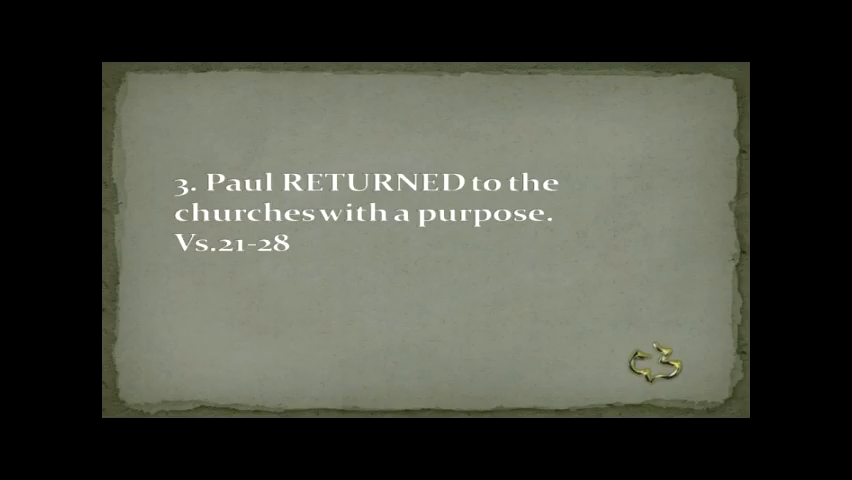 3. Paul RETURNED to the
churches with a purpose.
Vs.21-28